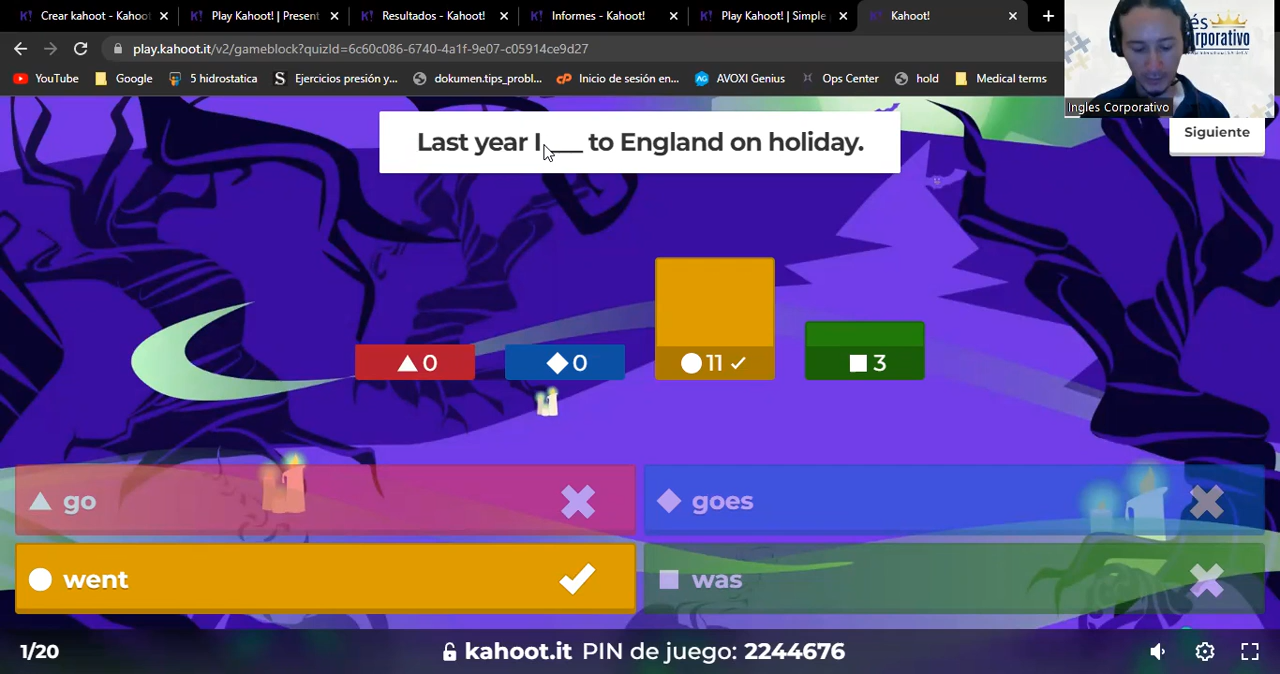 Crear kahoot - Kahoot
Play Kahoot! | Present
Resultados - Kahoot!
Informes - Kahoot!
Play Kahoot! | Simple
Kahoot!
play.kahoot.it/v2/gameblock?quizId=6c60c086-6740-4a1f-9e07-c05914ce9d27
YouTube
Google
5 hidrostatica
Ejercicios presión y...
dokumen.tips_probl...
Inicio de sesión en...
AVOXI Genius
Ops Center
hold
Medical terms
és
orporativo
Ingles Corporativo
Siguiente
Last year I ___ to England on holiday.
0
0
11
3
go
goes
went
was
1/20
kahoot.it PIN de juego: 2244676